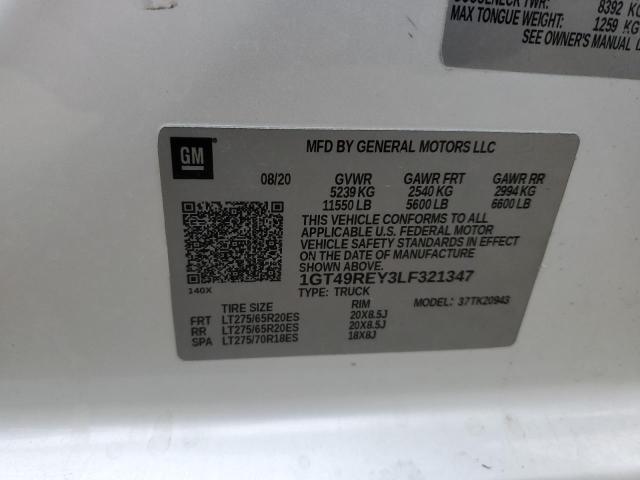 8392 KG
MAX TONGUE WEIGHT: 1259 KG
SEE OWNER'S MANUAL
GM
MFD BY GENERAL MOTORS LLC
08/20 GVWR GAWR FRT GAWR RR
5239 KG 2540 KG 2994 KG
11550 LB 5600 LB 6600 LB
THIS VEHICLE CONFORMS TO ALL
APPLICABLE U.S. FEDERAL MOTOR
VEHICLE SAFETY STANDARDS IN EFFECT
ON THE DATE OF MANUFACTURE
SHOWN ABOVE.
1GT49REY3LF321347
140X
TYPE: TRUCK
MODEL: 37TK20943
TIRE SIZE RIM
FRT LT275/65R20ES 20X8.5J
RR LT275/65R20ES 20X8.5J
SPA LT275/70R18ES 18X8J